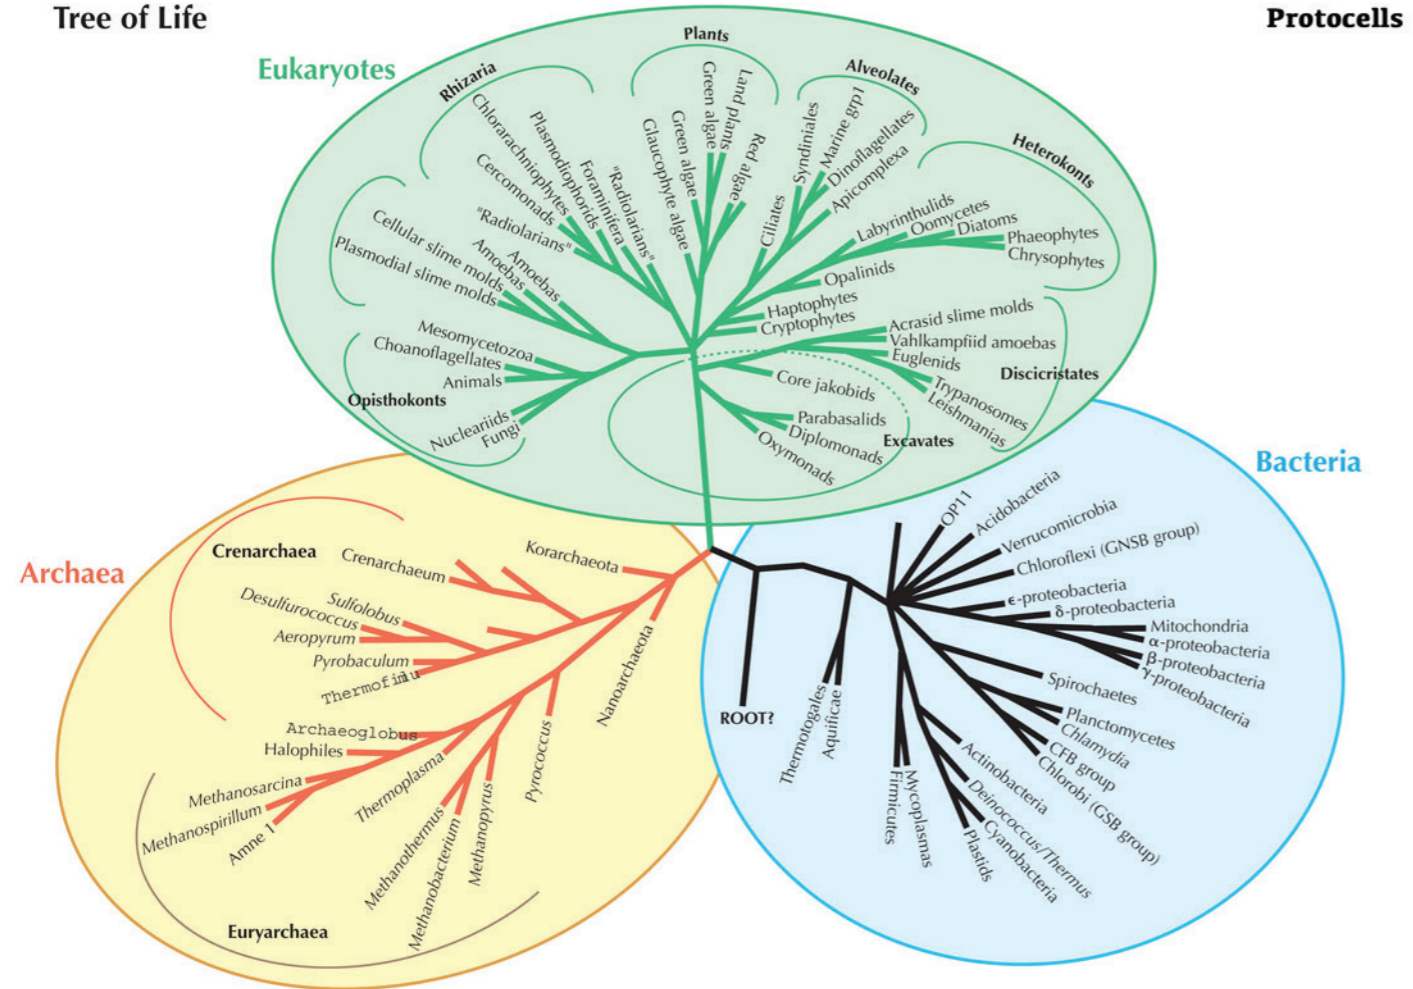 Tree of Life
Protocells
Eukaryotes
Rhizaria
Plants
Alveolates
Heterokonts
Plasmodial slime molds
Cellular slime molds
Amoebas
Amoebas
"Radiolarians"
Cercomonads
Chlorarachniophytes
Plasmodiophorids
Foraminifera
"Radiolarians"
Glaucophyte algae
Green algae
Green algae
Land plants
Red algae
Ciliates
Syndiniales
Marine grp1
Dinoflagellates
Apicomplexa
Labyrinthulids
Oomycetes
Diatoms
Phaeophytes
Chrysophytes
Opalinids
Haptophytes
Cryptophytes
Acrasid slime molds
Vahlkampfiid amoebas
Euglenids
Trypanosomes
Leishmanias
Discicristates
Core jakobids
Parabasalids
Diplomonads
Oxymonads
Excavates
Mesomycetozoa
Choanoflagellates
Animals
Opisthokonts
Nucleariids
Fungi
Archaea
Crenarchaea
Crenarchaeum
Korarchaeota
Sulfolobus
Desulfurococcus
Aeropyrum
Pyrobaculum
Nanoarchaeota
Archaeoglobus
Halophiles
Methanosarcina
Methanospirillum
Amne 1
Thermoplasma
Methanothermus
Methanobacterium
Methanopyrus
Pyrococcus
Euryarchaea
Bacteria
ROOT?
Thermotogales
Aquificae
OP11
Acidobacteria
Verrucomicrobia
Chloroflexi (GNSB group)
ϵ-proteobacteria
δ-proteobacteria
Mitochondria
α-proteobacteria
β-proteobacteria
γ-proteobacteria
Spirochaetes
Planctomycetes
Chlamydia
CFB group
Chlorobi (GSB group)
Actinobacteria
Deinococcus/Thermus
Cyanobacteria
Plastids
Mycoplasmas
Firmicutes